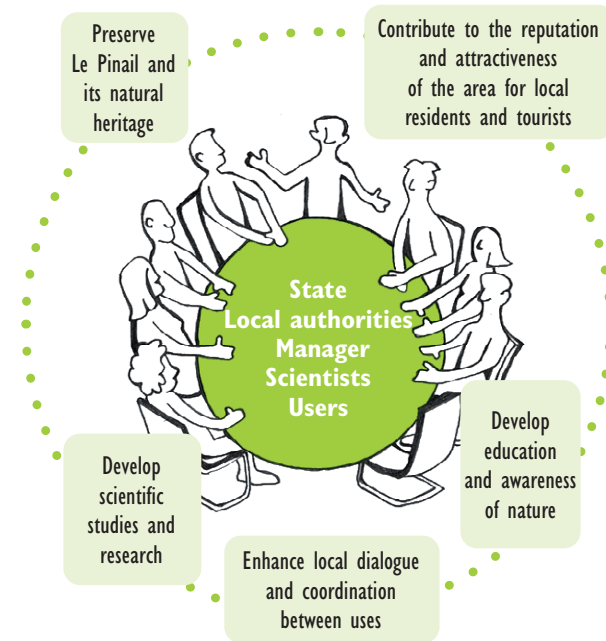 Preserve
Le Pinail and
its natural
heritage
Contribute to the reputation
and attractiveness
of the area for local
residents and tourists
State
Local authorities
Manager
Scientists
Users
Develop
scientific
studies and
research
Develop
education
and awareness
of nature
Enhance local dialogue
and coordination
between uses